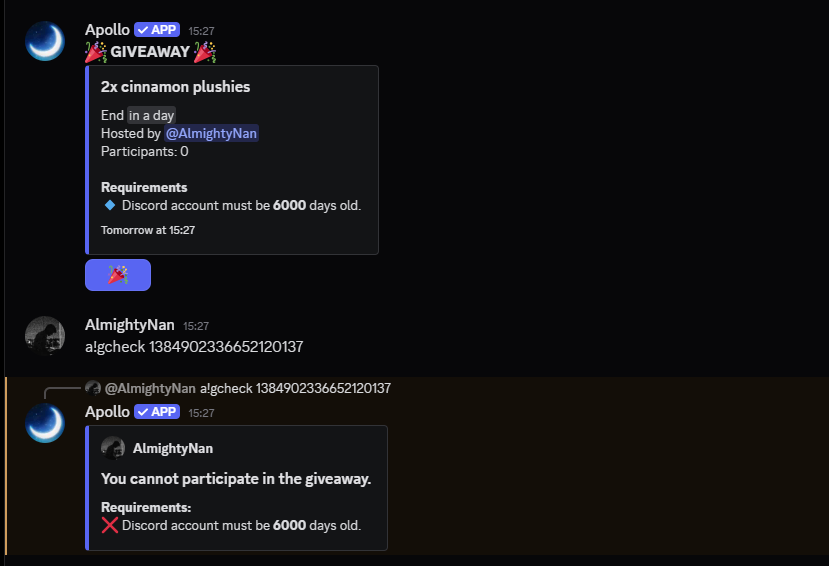 Apollo ✓ APP 15:27
🎉 GIVEAWAY 🎉
2x cinnamon plushies
End in a day
Hosted by @AlmightyNan
Participants: 0
Requirements
🔹 Discord account must be 6000 days old.
Tomorrow at 15:27
🎉
AlmightyNan 15:27
a!gcheck 1384902336652120137
@AlmightyNan a!gcheck 1384902336652120137
Apollo ✓ APP 15:27
AlmightyNan
You cannot participate in the giveaway.
Requirements:
❌ Discord account must be 6000 days old.